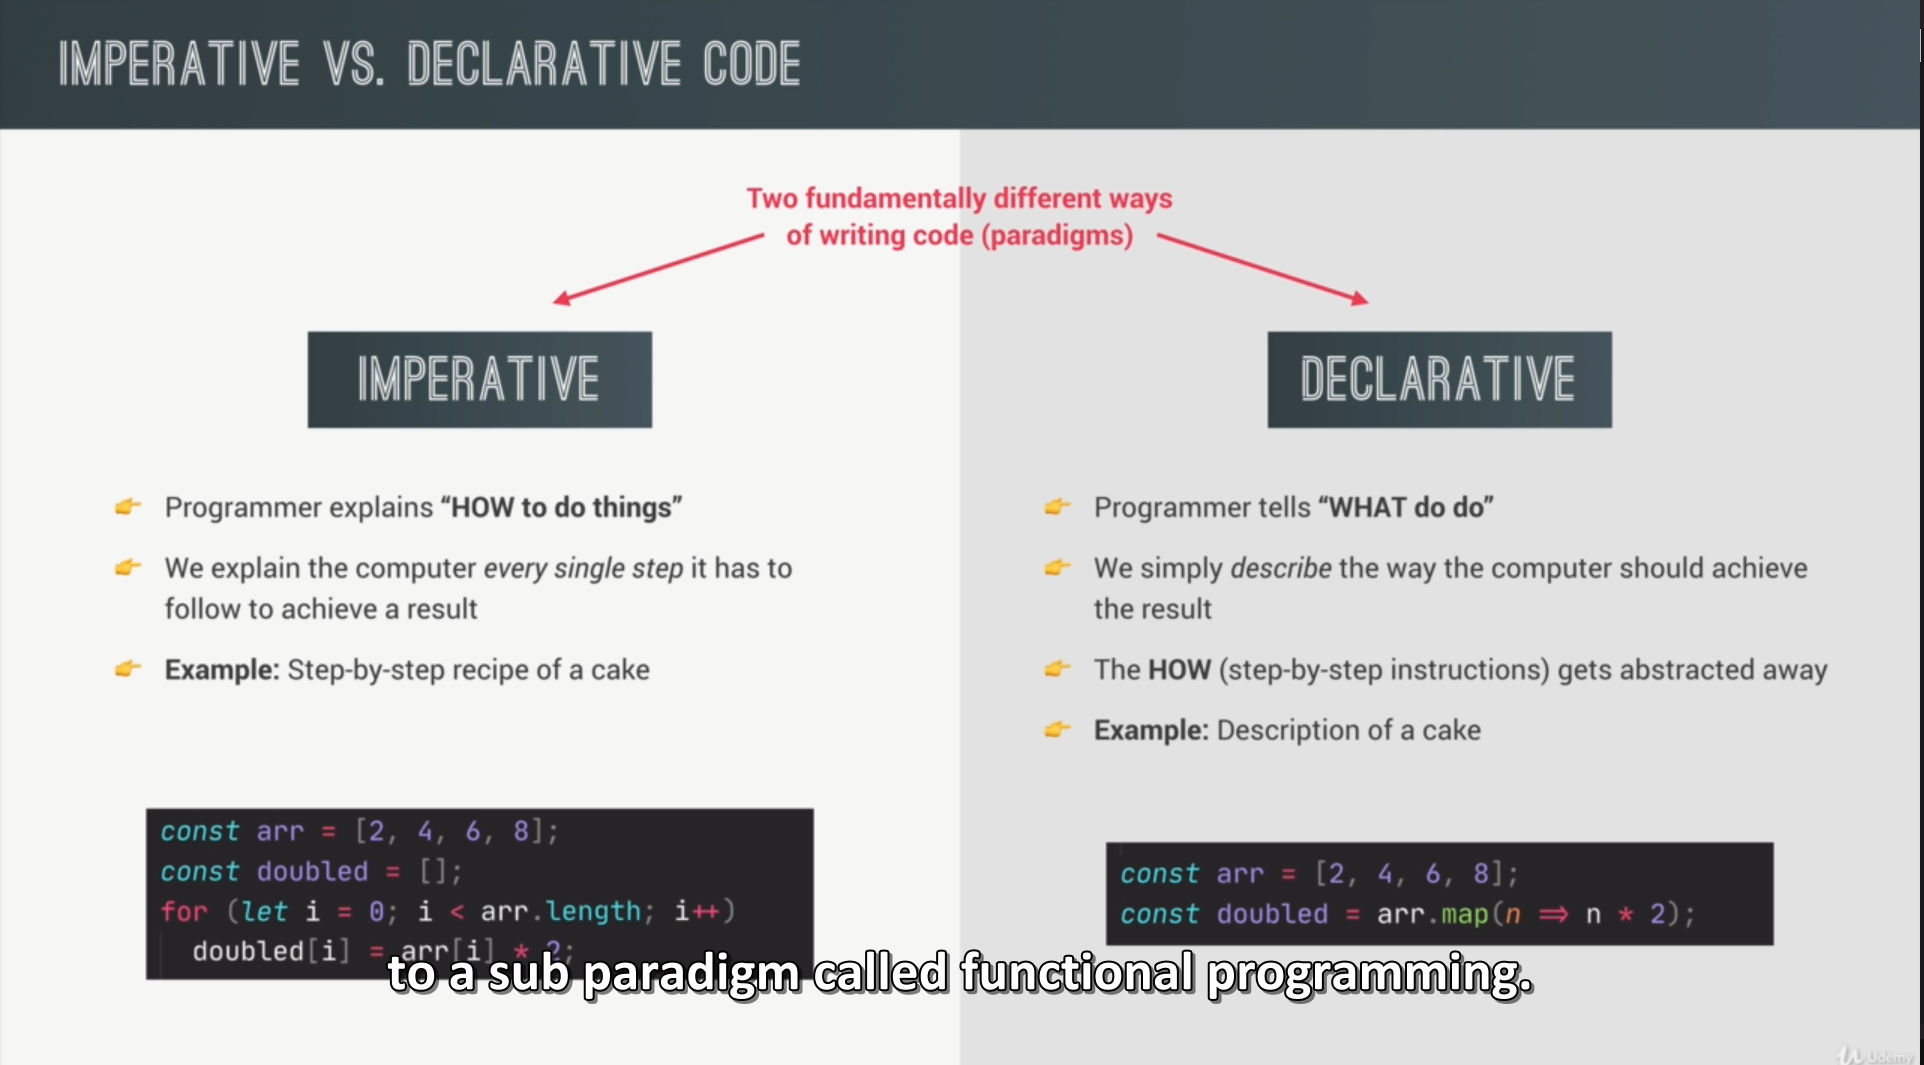 IMPERATIVE VS. DECLARATIVE CODE
Two fundamentally different ways
of writing code (paradigms)
IMPERATIVE
👉 Programmer explains “HOW to do things”
👉 We explain the computer every single step it has to
follow to achieve a result
👉 Example: Step-by-step recipe of a cake
const arr = [2, 4, 6, 8];
const doubled = [];
for (let i = 0; i < arr.length; i++)
doubled[i] = arr[i] * 2;
DECLARATIVE
👉 Programmer tells “WHAT do do”
👉 We simply describe the way the computer should achieve
the result
👉 The HOW (step-by-step instructions) gets abstracted away
👉 Example: Description of a cake
const arr = [2, 4, 6, 8];
const doubled = arr.map(n => n * 2);
to a sub paradigm called functional programming.
Udemy